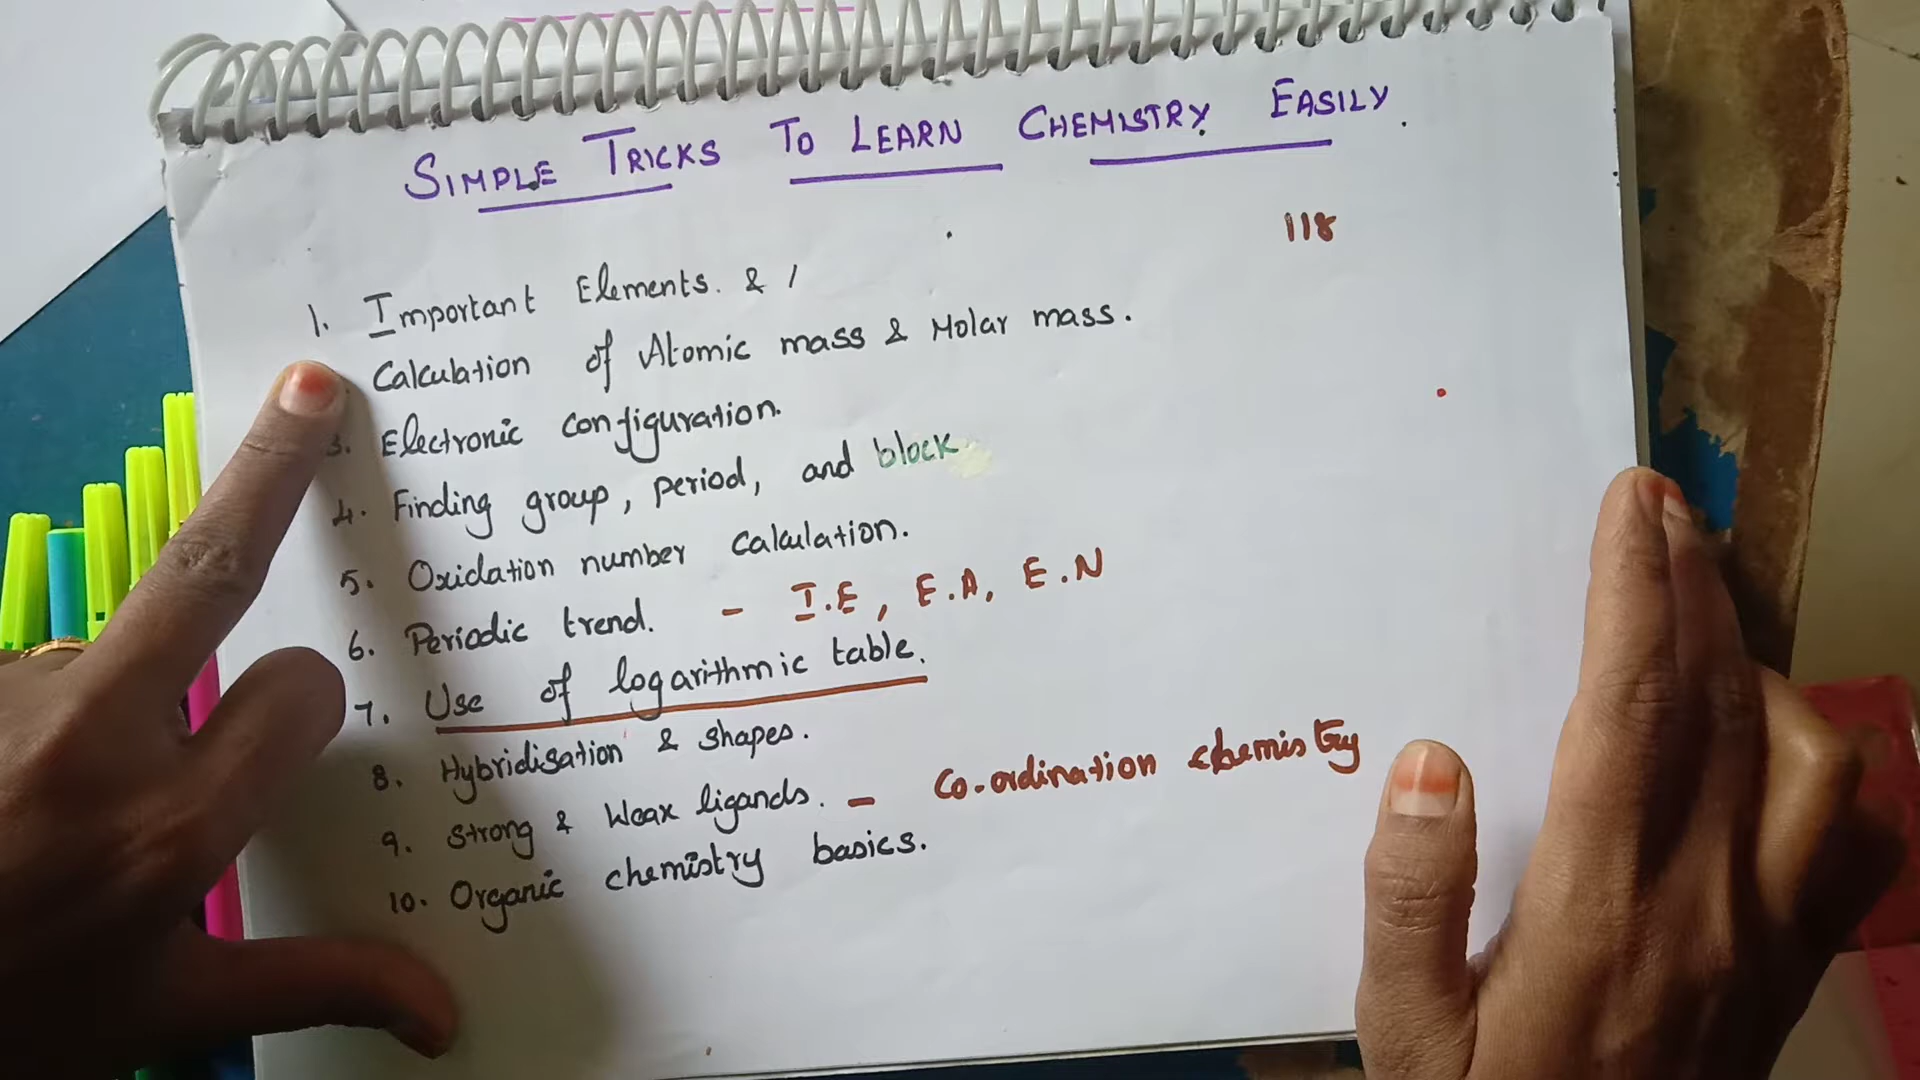 SIMPLE TRICKS TO LEARN CHEMISTRY EASILY.
118
1. Important Elements. & /
Calculation of Atomic mass & Molar mass.
3. Electronic configuration.
4. Finding group, period, and block
5. Oxidation number calculation.
6. Periodic trend. - I.E, E.A, E.N
7. Use of logarithmic table.
8. Hybridisation & shapes.
9. Strong & Weak ligands. - Co-ordination chemistry
10. Organic chemistry basics.